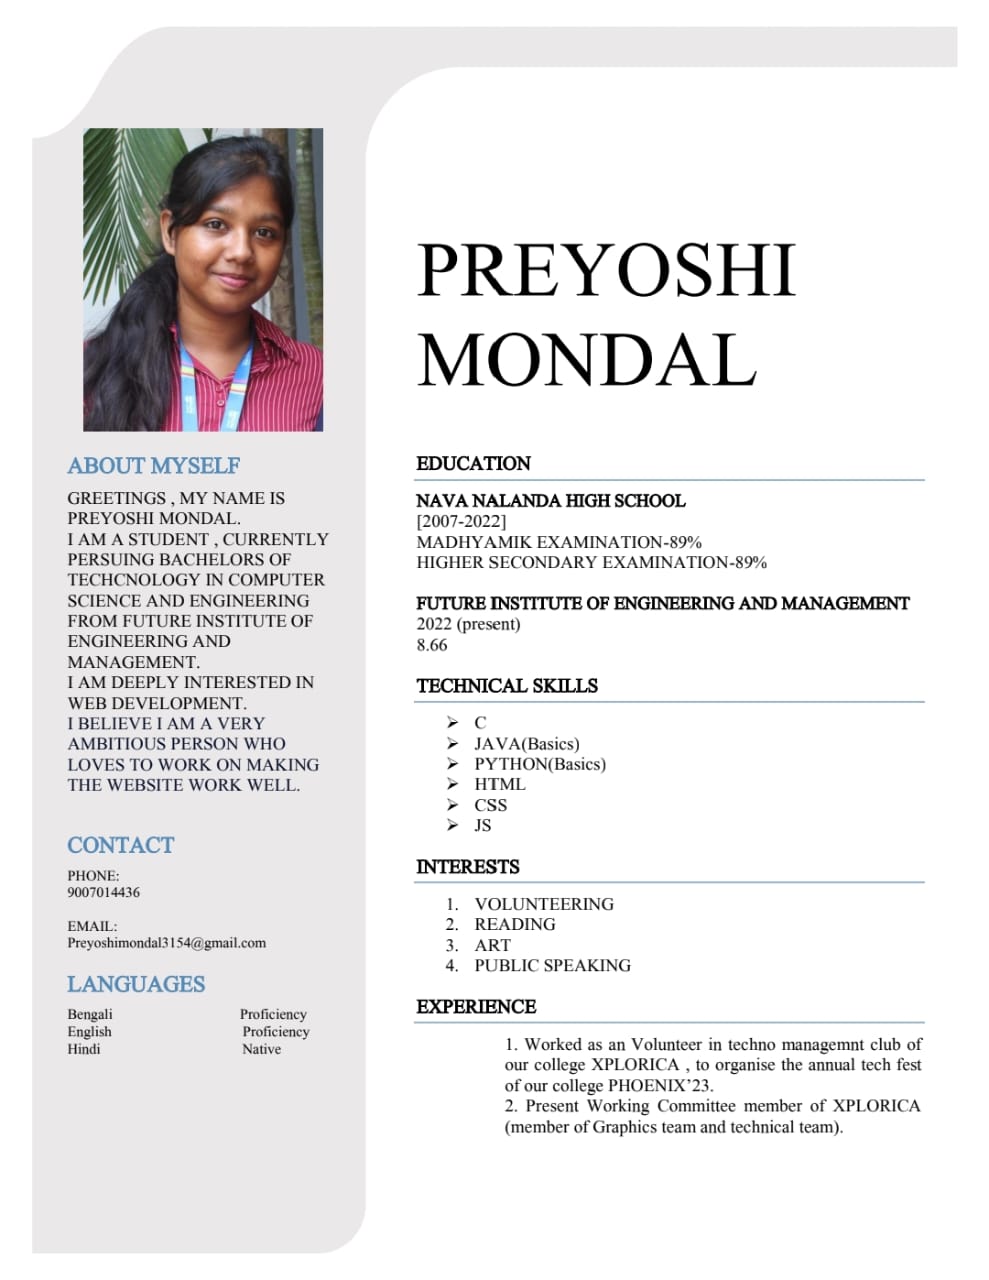 PREYOSHI
MONDAL
ABOUT MYSELF
GREETINGS , MY NAME IS
PREYOSHI MONDAL.
I AM A STUDENT , CURRENTLY
PERSUING BACHELORS OF
TECHCNOLOGY IN COMPUTER
SCIENCE AND ENGINEERING
FROM FUTURE INSTITUTE OF
ENGINEERING AND
MANAGEMENT.
I AM DEEPLY INTERESTED IN
WEB DEVELOPMENT.
I BELIEVE I AM A VERY
AMBITIOUS PERSON WHO
LOVES TO WORK ON MAKING
THE WEBSITE WORK WELL.
CONTACT
PHONE:
9007014436
EMAIL:
Preyoshimondal3154@gmail.com
LANGUAGES
Bengali Proficiency
English Proficiency
Hindi Native
EDUCATION
NAVA NALANDA HIGH SCHOOL
[2007-2022]
MADHYAMIK EXAMINATION-89%
HIGHER SECONDARY EXAMINATION-89%
FUTURE INSTITUTE OF ENGINEERING AND MANAGEMENT
2022 (present)
8.66
TECHNICAL SKILLS
➢ C
➢ JAVA(Basics)
➢ PYTHON(Basics)
➢ HTML
➢ CSS
➢ JS
INTERESTS
1. VOLUNTEERING
2. READING
3. ART
4. PUBLIC SPEAKING
EXPERIENCE
1. Worked as an Volunteer in techno managemnt club of
our college XPLORICA , to organise the annual tech fest
of our college PHOENIX’23.
2. Present Working Committee member of XPLORICA
(member of Graphics team and technical team).